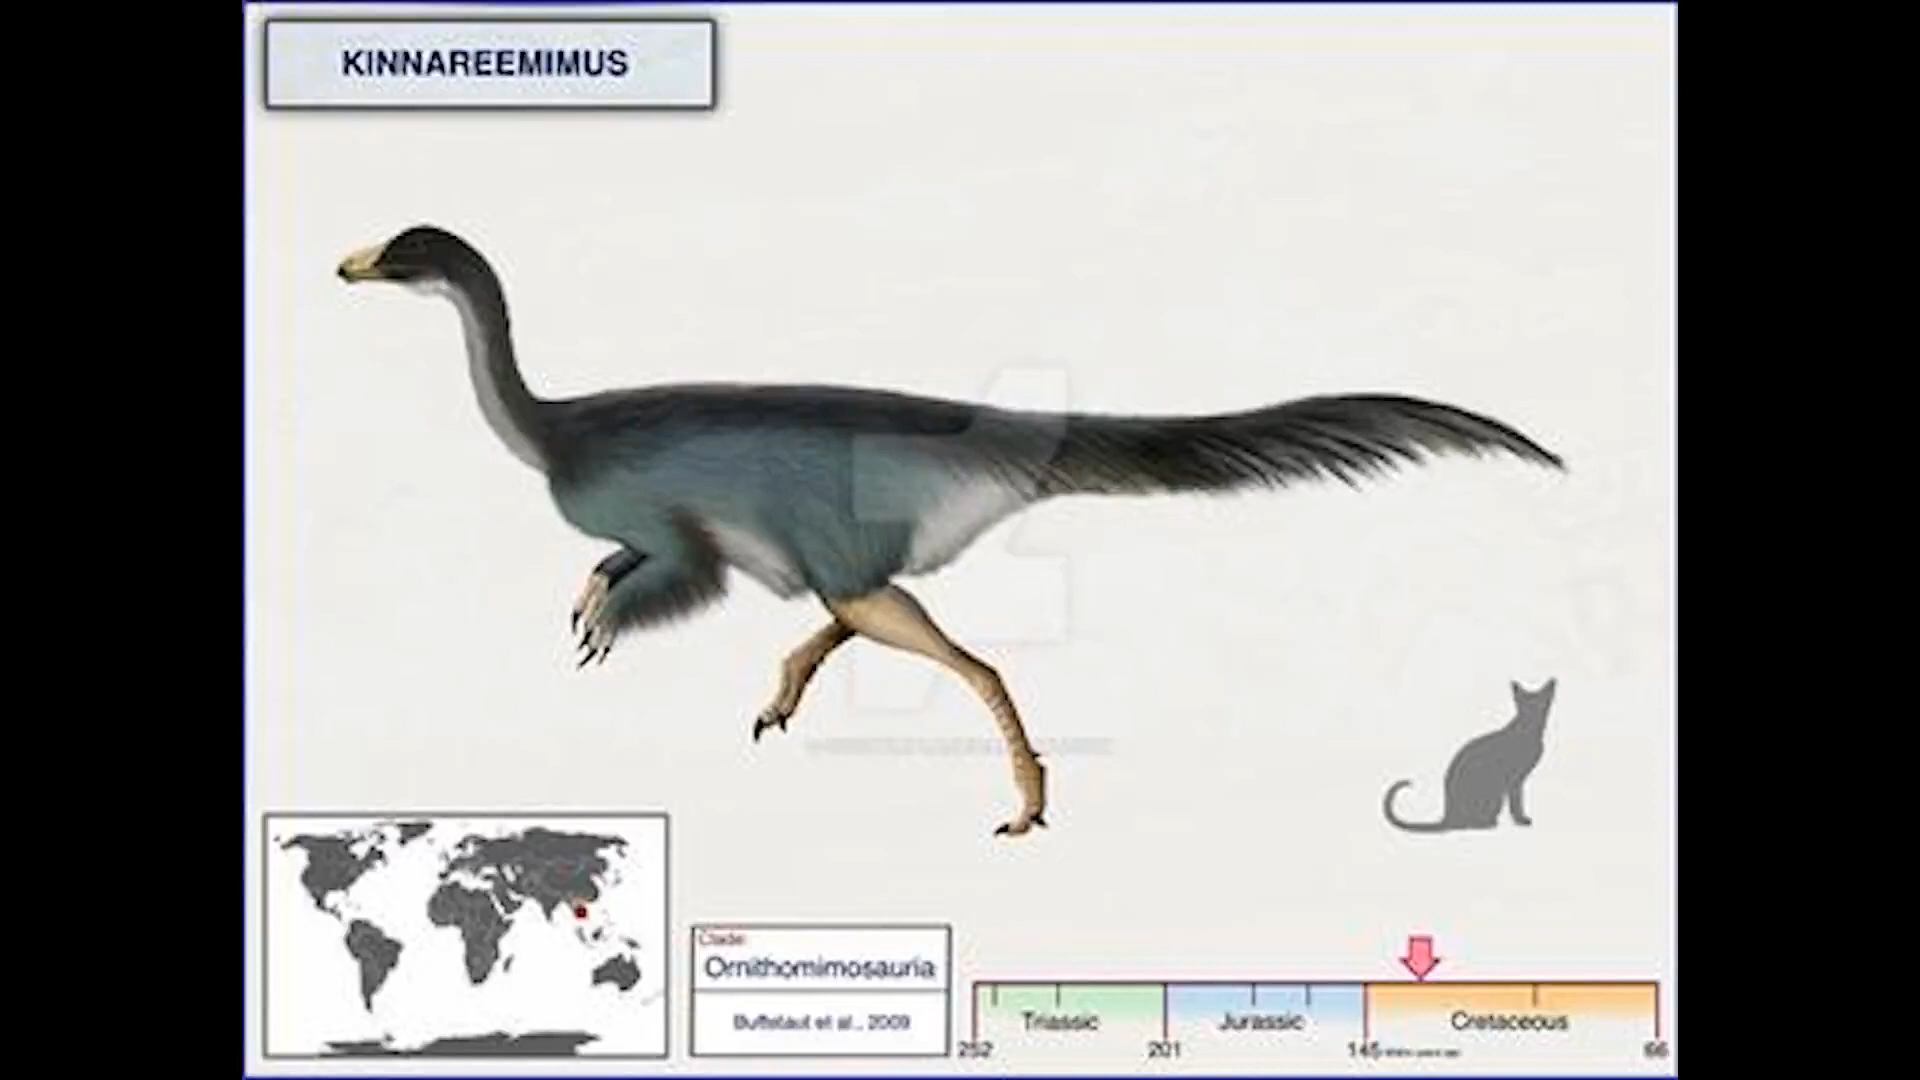 KINNAREEMIMUS
Clade:
Ornithomimosauria
Buffetaut et al., 2009
Triassic
Jurassic
Cretaceous
252
201
145
66